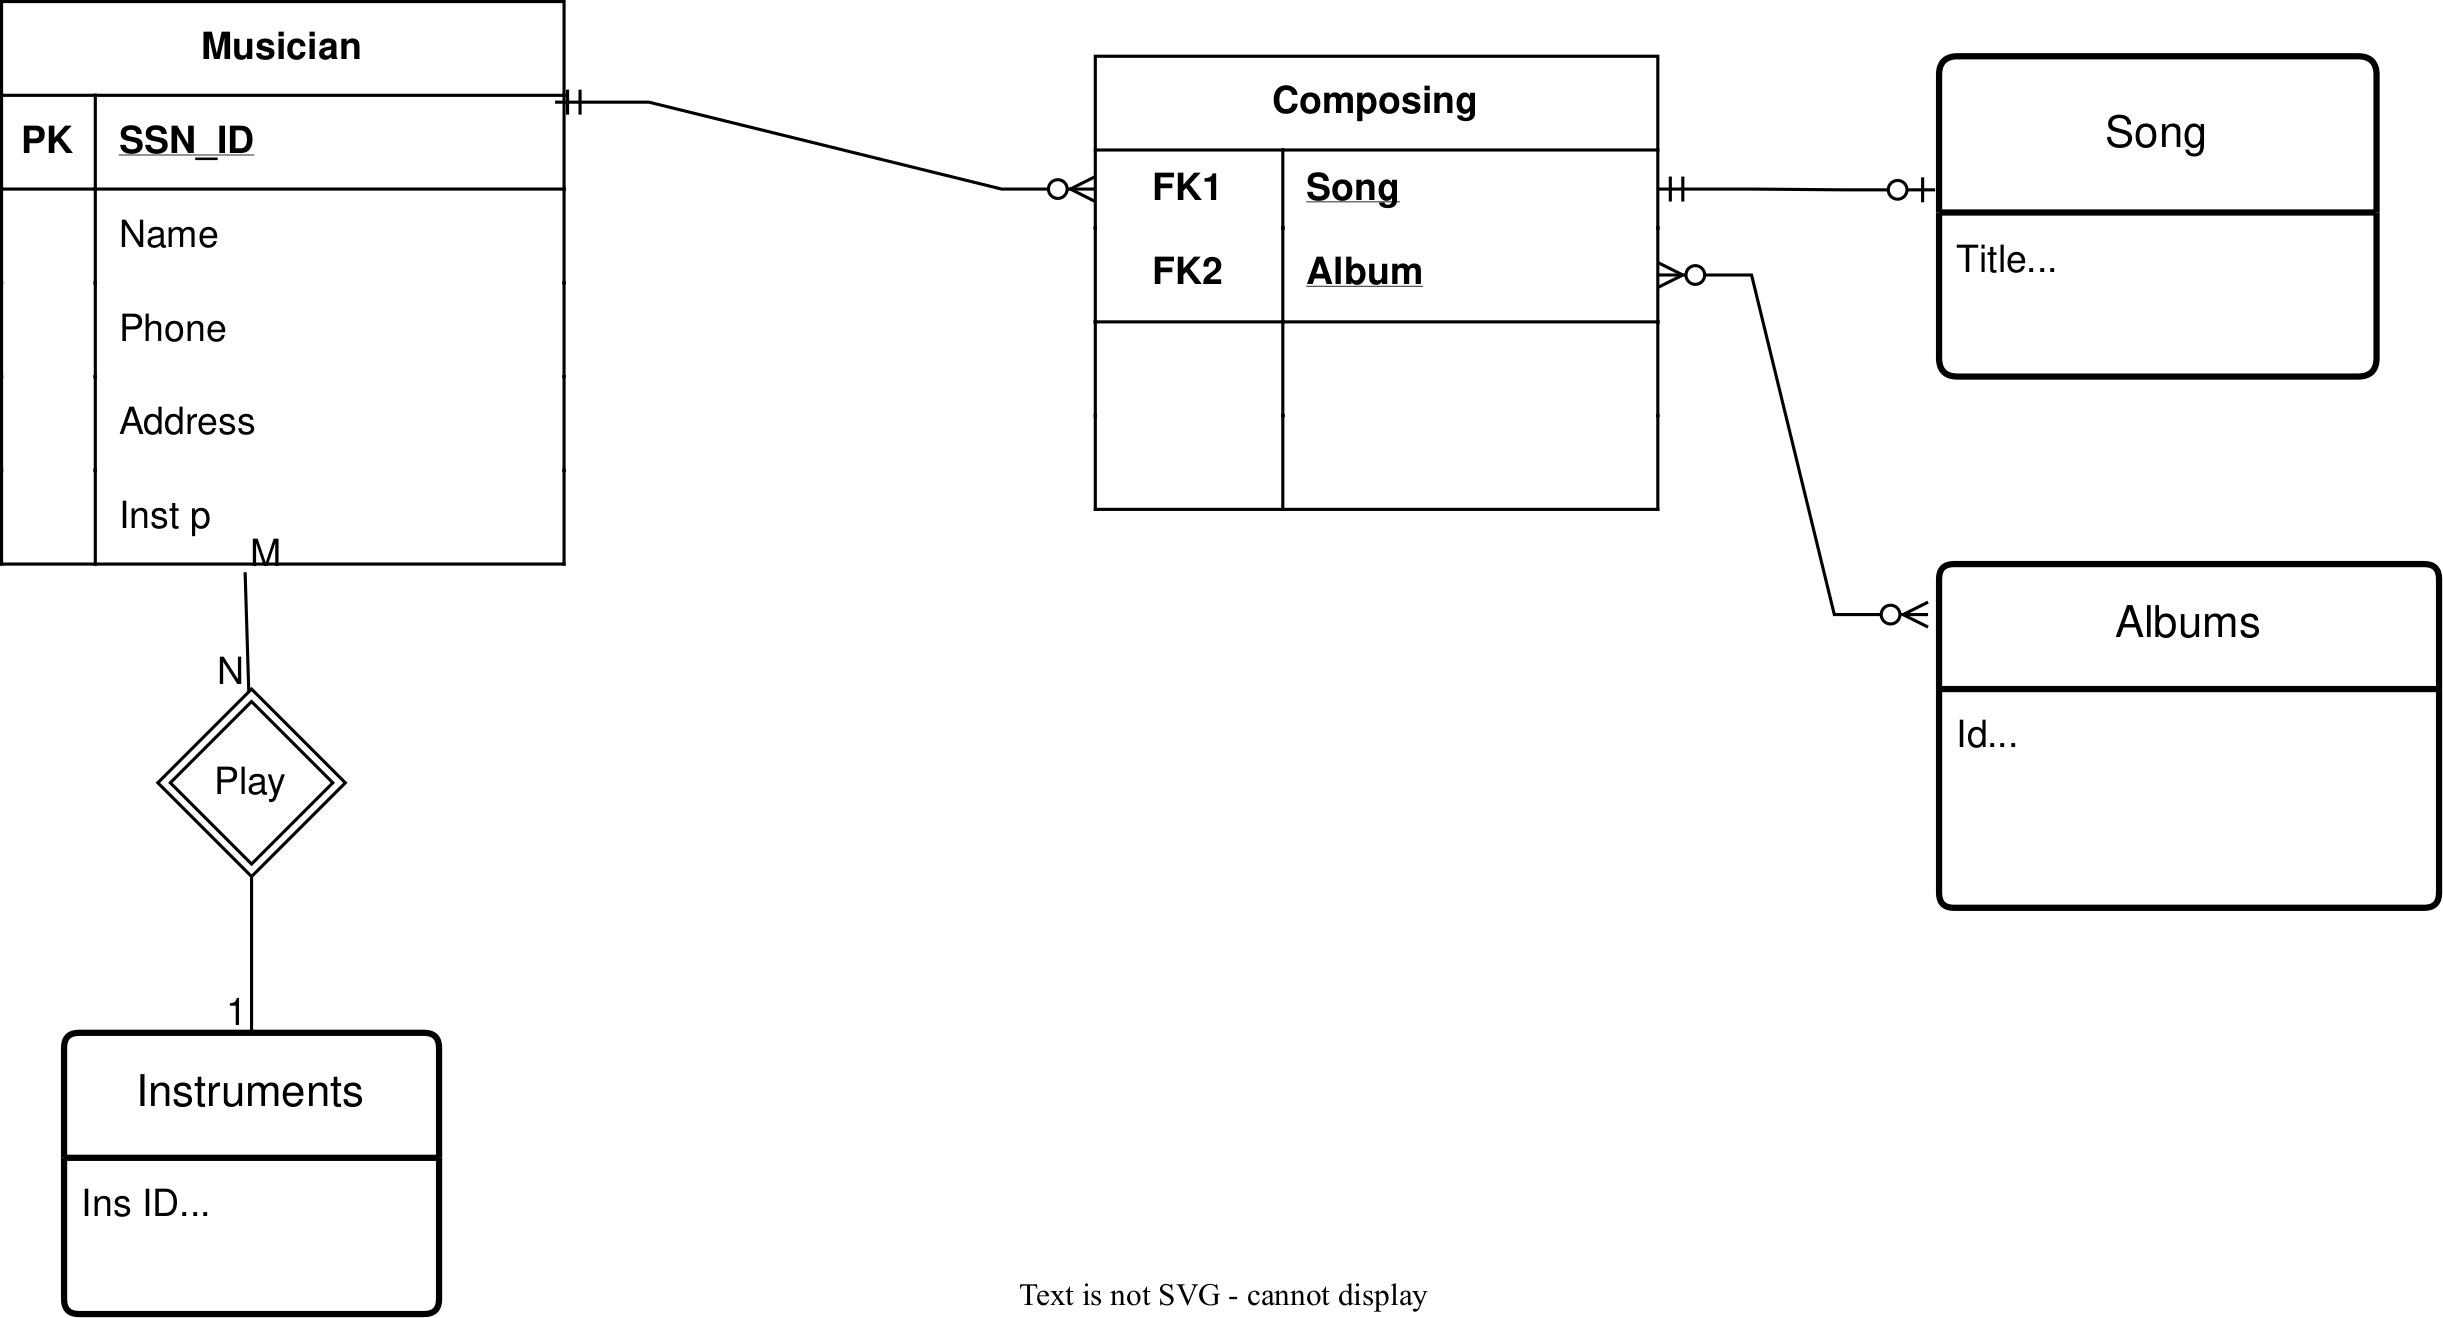 Musician
PK SSN_ID
Name
Phone
Address
Inst p
M
N
Play
1
Instruments
Ins ID...
Composing
FK1 Song
FK2 Album
Song
Title...
Albums
Id...
Text is not SVG - cannot display